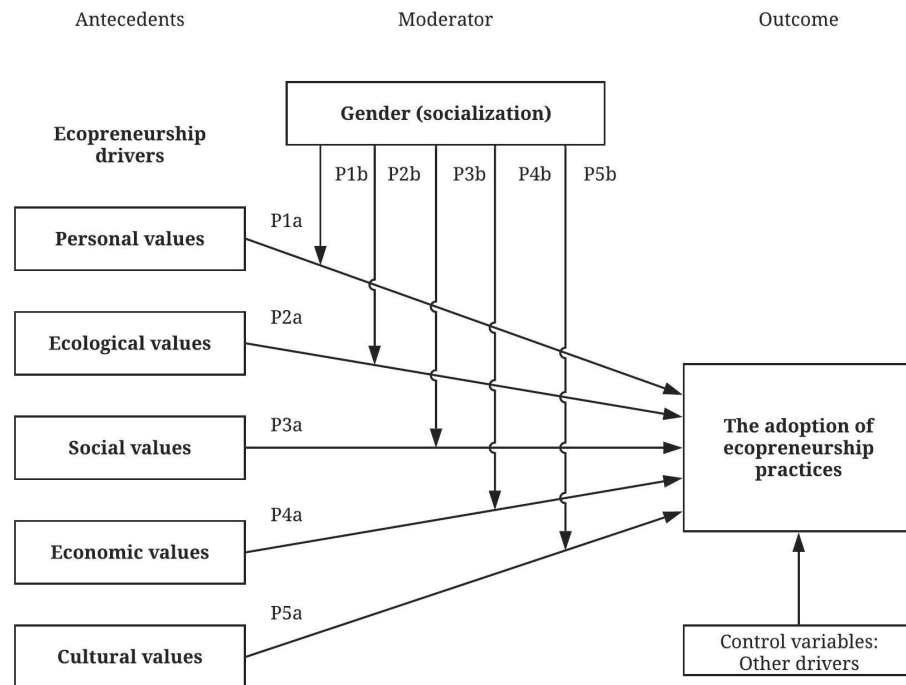 Antecedents
Moderator
Outcome
Gender (socialization)
Ecopreneurship
drivers
P1b
P2b
P3b
P4b
P5b
P1a
Personal values
P2a
Ecological values
P3a
Social values
The adoption of
ecopreneurship
practices
P4a
Economic values
P5a
Cultural values
Control variables:
Other drivers